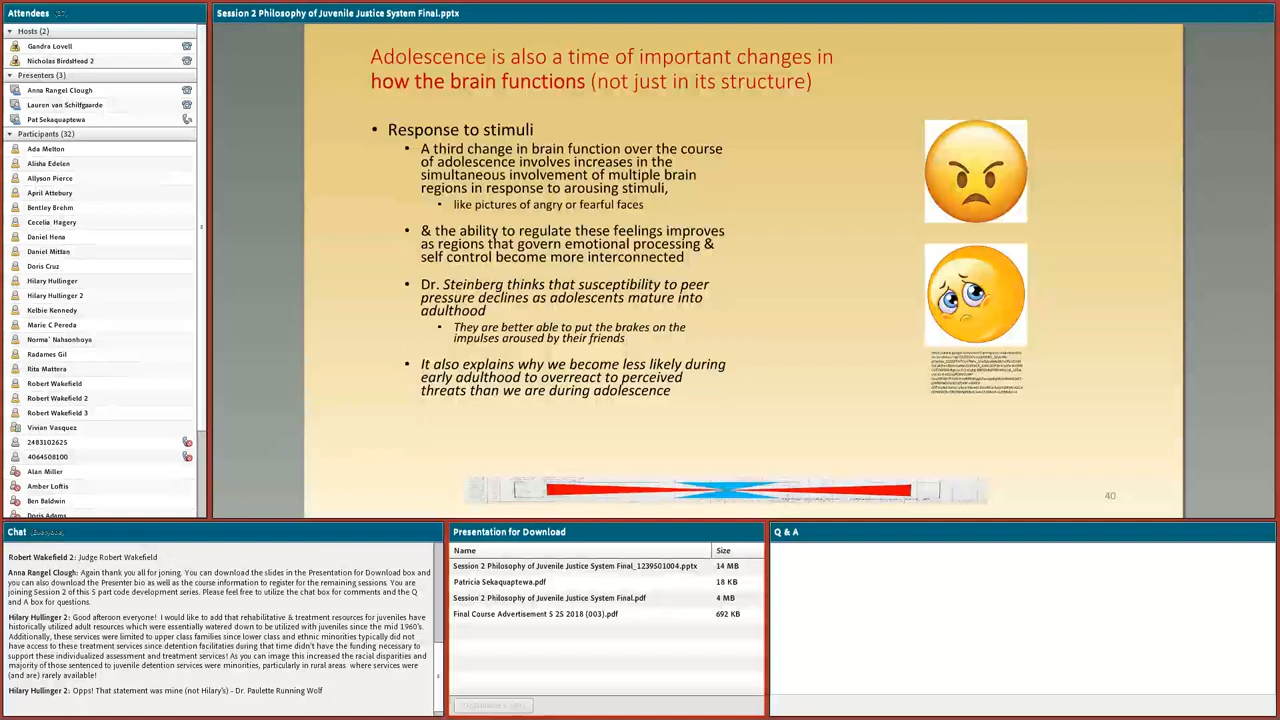 Attendees (37)
Hosts (2)
Gandra Lovell
Nicholas BirdsHead 2
Presenters (3)
Anna Rangel Clough
Lauren van Schilfgaarde
Pat Sekaquaptewa
Participants (32)
Ada Melton
Alisha Edelen
Allyson Pierce
April Attebury
Bentley Brehm
Cecelia Hagery
Daniel Hena
Daniel Mittan
Doris Cruz
Hilary Hullinger
Hilary Hullinger 2
Kelbie Kennedy
Marie C Pereda
Norma` Nahsonhoya
Radames Gil
Rita Mattera
Robert Wakefield
Robert Wakefield 2
Robert Wakefield 3
Vivian Vasquez
2483102625
4064508100
Alan Miller
Amber Loftis
Ben Baldwin
Doris Adams
Session 2 Philosophy of Juvenile Justice System Final.pptx
Adolescence is also a time of important changes in
how the brain functions (not just in its structure)
• Response to stimuli
• A third change in brain function over the course
of adolescence involves increases in the
simultaneous involvement of multiple brain
regions in response to arousing stimuli,
• like pictures of angry or fearful faces
• & the ability to regulate these feelings improves
as regions that govern emotional processing &
self control become more interconnected
• Dr. Steinberg thinks that susceptibility to peer
pressure declines as adolescents mature into
adulthood
• They are better able to put the brakes on the
impulses aroused by their friends
• It also explains why we become less likely during
early adulthood to overreact to perceived
threats than we are during adolescence
40
Chat (Everyone)
Robert Wakefield 2: Judge Robert Wakefield
Anna Rangel Clough: Again thank you all for joining. You can download the slides in the Presentation for Download box and
you can also download the Presenter bio as well as the course information to register for the remaining sessions. You are
joining Session 2 of this 5 part code development series. Please feel free to utilize the chat box for comments and the Q
and A box for questions.
Hilary Hullinger 2: Good afteroon everyone! I would like to add that rehabilitative & treatment resources for juveniles have
historically utilized adult resources which were essentially watered down to be utilized with juveniles since the mid 1960's.
Additionally, these services were limited to upper class families since lower class and ethnic minorities typically did not
have access to these treatment services since detention facilitaties during that time didn't have the funding necessary to
support these individualized assessment and treatment services! As you can image this increased the racial disparities and
majority of those sentenced to juvenile detention services were minorities, particularly in rural areas where services were
(and are) rarely available!
Hilary Hullinger 2: Opps! That statement was mine (not Hilary's) - Dr. Paulette Running Wolf
Presentation for Download
Name Size
Session 2 Philosophy of Juvenile Justice System Final_1239501004.pptx 14 MB
Patricia Sekaquaptewa.pdf 18 KB
Session 2 Philosophy of Juvenile Justice System Final.pdf 4 MB
Final Course Advertisement 5 25 2018 (003).pdf 692 KB
Q & A